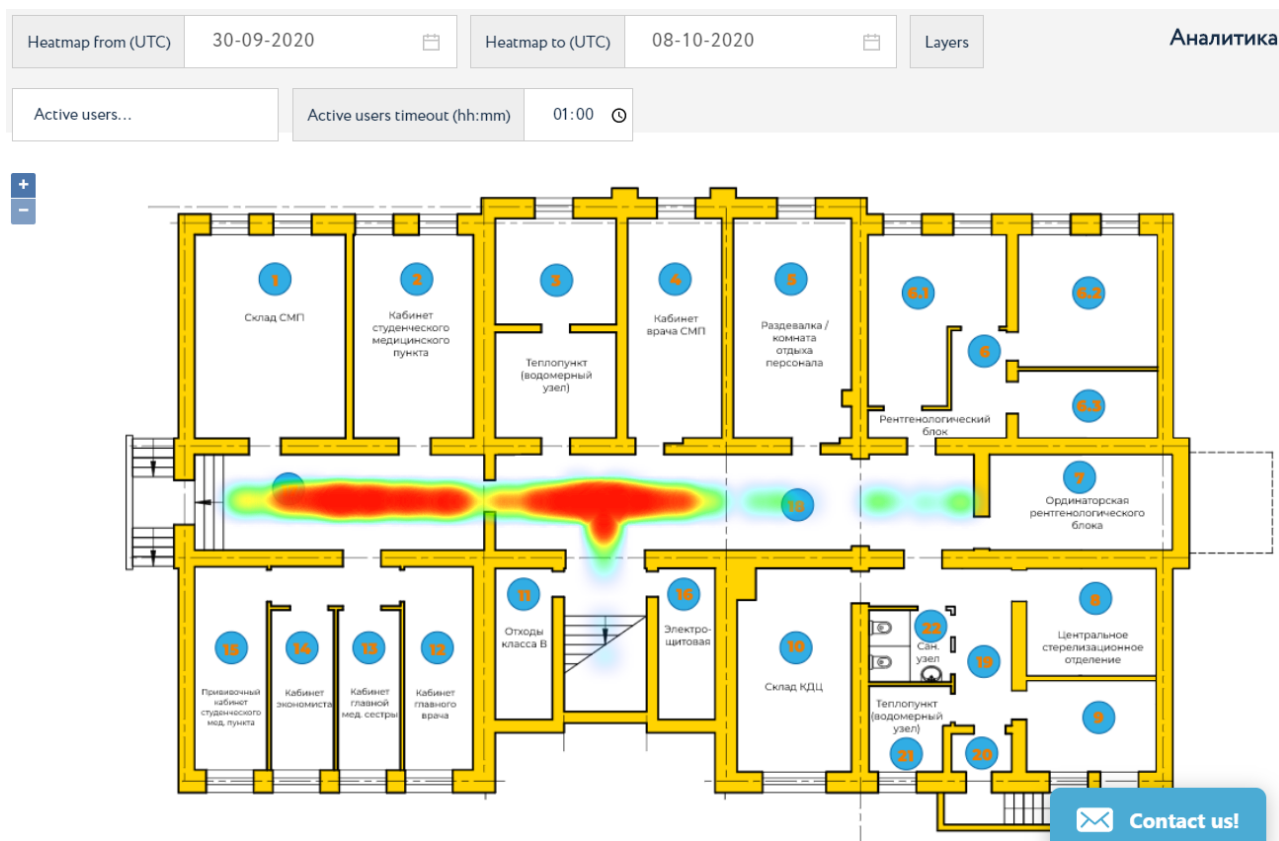 Heatmap from (UTC) 30-09-2020 Heatmap to (UTC) 08-10-2020 Layers Аналитика
Active users... Active users timeout (hh:mm) 01:00
+
−
1
Склад СМП
2
Кабинет
студенческого
медицинского
пункта
3
Теплопункт
(водомерный
узел)
4
Кабинет
врача СМП
5
Раздевалка /
комната
отдыха
персонала
6.1
6.2
6
6.3
Рентгенологический
блок
7
Ординаторская
рентгенологического
блока
18
15
Прививочный
кабинет
студенческого
мед. пункта
14
Кабинет
экономиста
13
Кабинет
главной
мед. сестры
12
Кабинет
главного
врача
11
Отходы
класса В
16
Электро-
щитовая
10
Склад КДЦ
22
Сан.
узел
19
8
Центральное
стерелизационное
отделение
Теплопункт
(водомерный
узел)
21
20
9
Contact us!